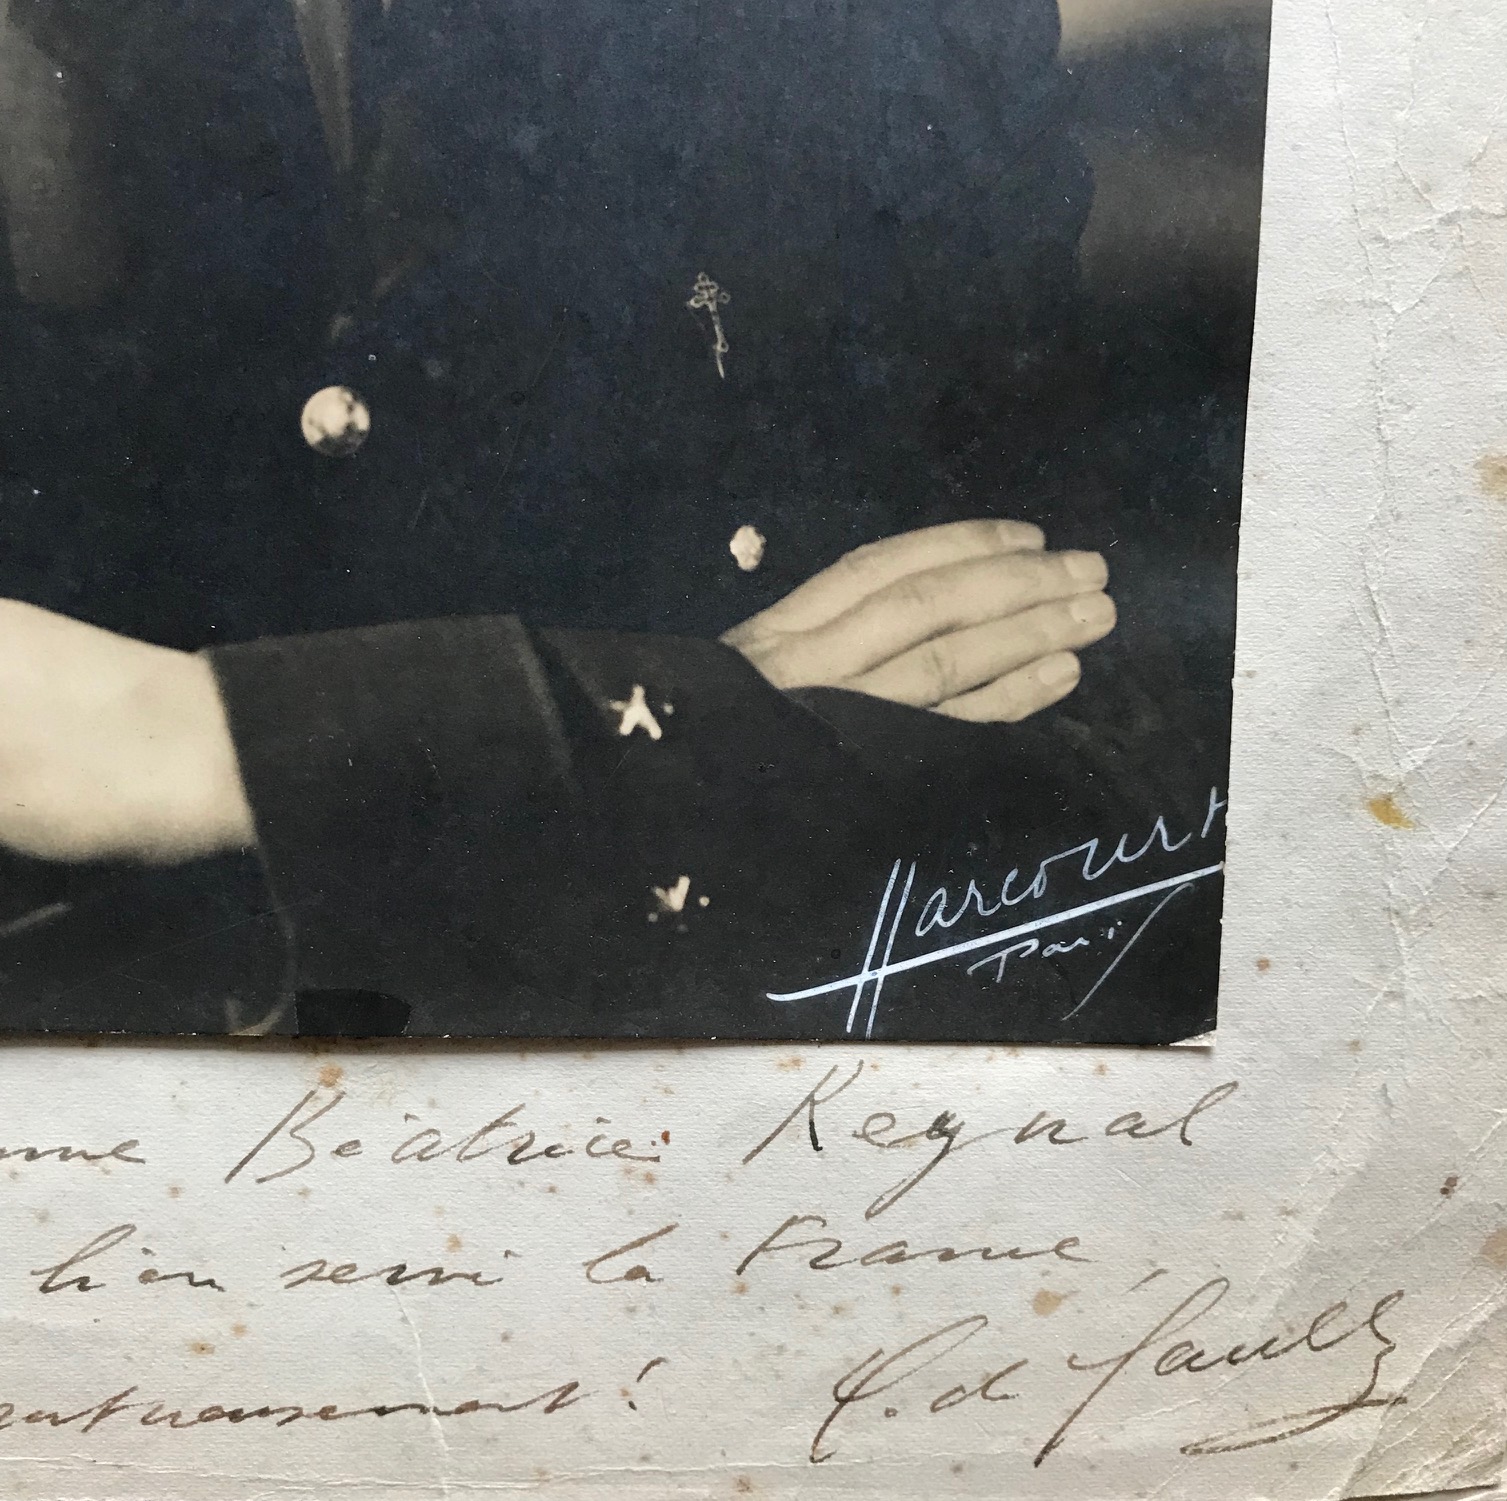 Harcourt
Paris
Béatrice Reynal
bien servi la France,
C. de Gaulle